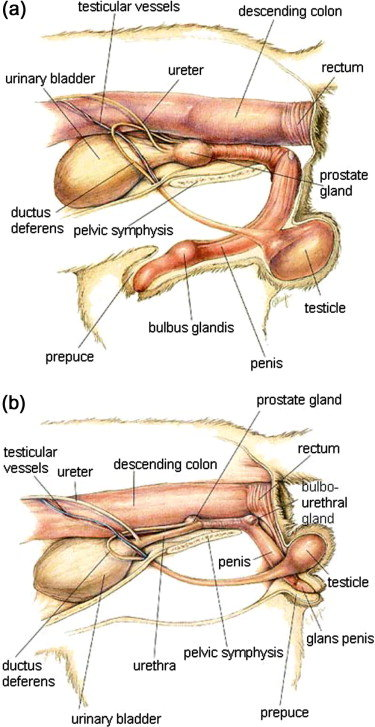 (a)
testicular vessels
descending colon
ureter
urinary bladder
rectum
prostate
gland
ductus
deferens
pelvic symphysis
testicle
bulbus glandis
prepuce
penis
(b)
prostate gland
testicular
vessels
ureter
descending colon
rectum
bulbo-
urethral
gland
penis
testicle
glans penis
ductus
deferens
urethra
pelvic symphysis
prepuce
urinary bladder